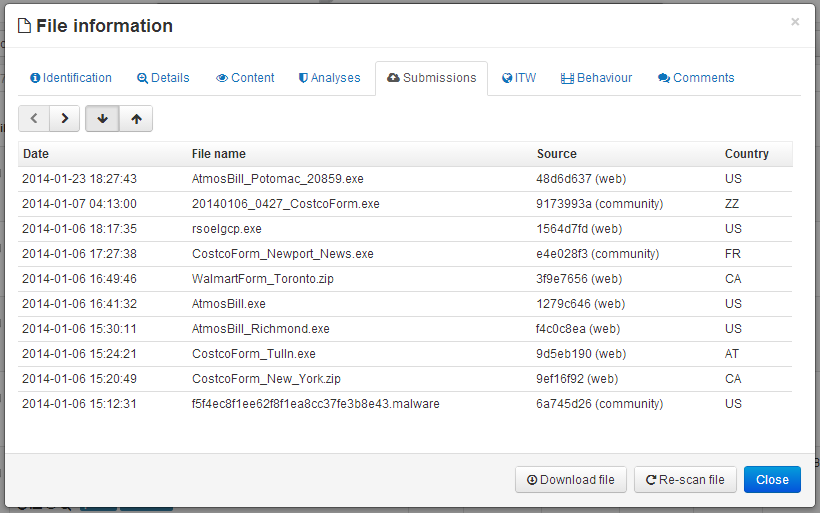 File information
×
Identification Details Content Analyses Submissions ITW Behaviour Comments
Date File name Source Country
2014-01-23 18:27:43 AtmosBill_Potomac_20859.exe 48d6d637 (web) US
2014-01-07 04:13:00 20140106_0427_CostcoForm.exe 9173993a (community) ZZ
2014-01-06 18:17:35 rsoelgcp.exe 1564d7fd (web) US
2014-01-06 17:27:38 CostcoForm_Newport_News.exe e4e028f3 (community) FR
2014-01-06 16:49:46 WalmartForm_Toronto.zip 3f9e7656 (web) CA
2014-01-06 16:41:32 AtmosBill.exe 1279c646 (web) US
2014-01-06 15:30:11 AtmosBill_Richmond.exe f4c0c8ea (web) US
2014-01-06 15:24:21 CostcoForm_Tulln.exe 9d5eb190 (web) AT
2014-01-06 15:20:49 CostcoForm_New_York.zip 9ef16f92 (web) CA
2014-01-06 15:12:31 f5f4ec8f1ee62f8f1ea8cc37fe3b8e43.malware 6a745d26 (community) US
Download file Re-scan file Close